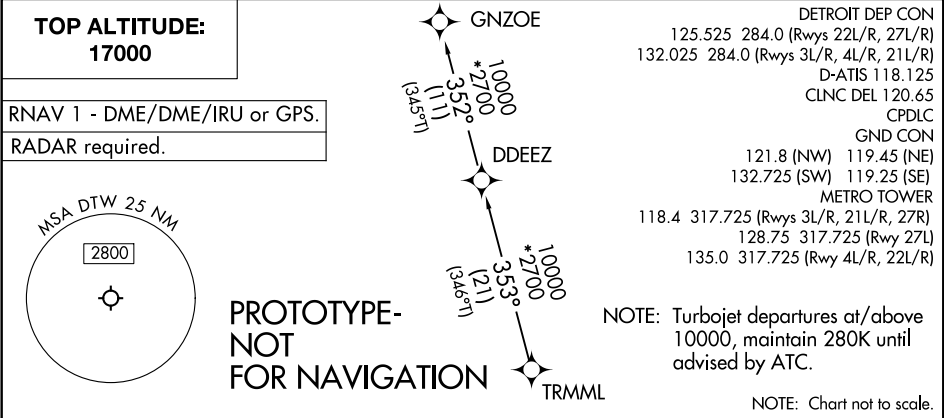 TOP ALTITUDE:
17000
RNAV 1 - DME/DME/IRU or GPS.
RADAR required.
MSA DTW 25 NM
2800
PROTOTYPE-
NOT
FOR NAVIGATION
GNZOE
10000
*2700
352°
(11)
(345°T)
DDEEZ
10000
*2700
353°
(21)
(346°T)
TRMML
DETROIT DEP CON
125.525 284.0 (Rwys 22L/R, 27L/R)
132.025 284.0 (Rwys 3L/R, 4L/R, 21L/R)
D-ATIS 118.125
CLNC DEL 120.65
CPDLC
GND CON
121.8 (NW) 119.45 (NE)
132.725 (SW) 119.25 (SE)
METRO TOWER
118.4 317.725 (Rwys 3L/R, 21L/R, 27R)
128.75 317.725 (Rwy 27L)
135.0 317.725 (Rwy 4L/R, 22L/R)
NOTE: Turbojet departures at/above
10000, maintain 280K until
advised by ATC.
NOTE: Chart not to scale.